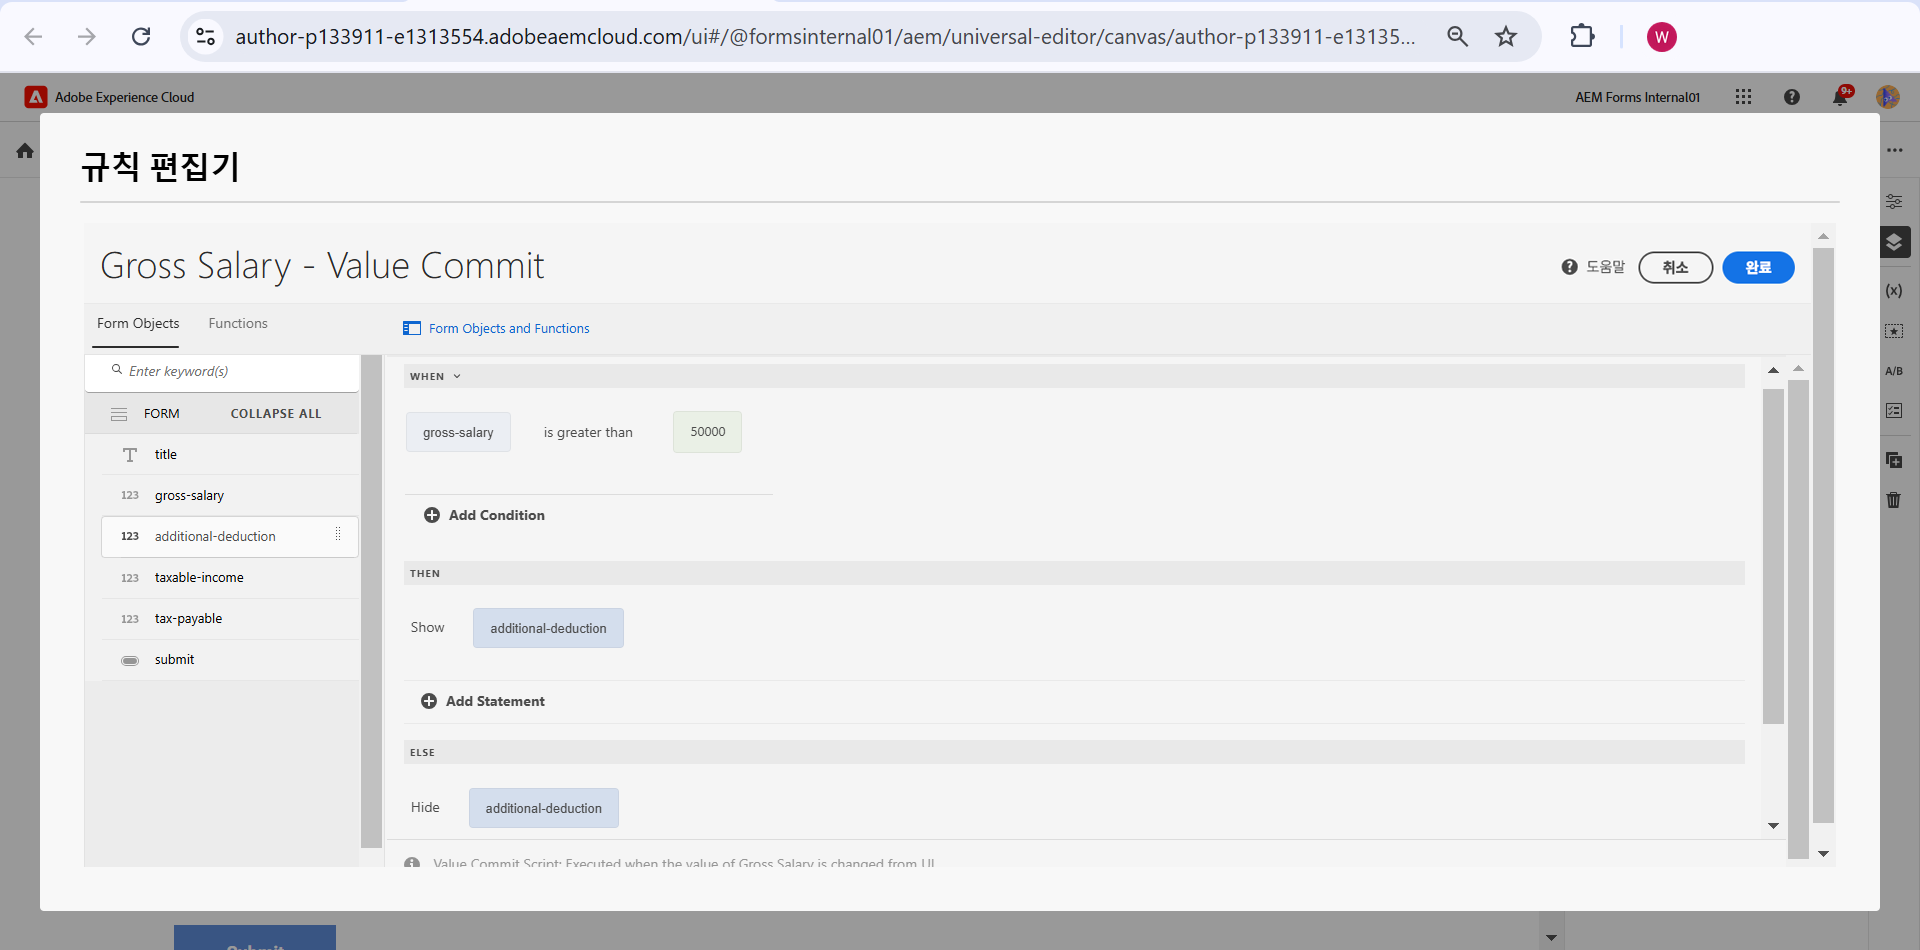 author-p133911-e1313554.adobeaemcloud.com/ui#/@formsinternal01/aem/universal-editor/canvas/author-p133911-e13135...
W
Adobe Experience Cloud
AEM Forms Internal01
9+
규칙 편집기
Gross Salary - Value Commit
도움말
취소
완료
Form Objects
Functions
Form Objects and Functions
Enter keyword(s)
FORM
COLLAPSE ALL
T title
123 gross-salary
123 additional-deduction
123 taxable-income
123 tax-payable
submit
WHEN
gross-salary
is greater than
50000
Add Condition
THEN
Show
additional-deduction
Add Statement
ELSE
Hide
additional-deduction
Value Commit Script: Executed when the value of Gross Salary is changed from UI
(x)
A/B
Submit